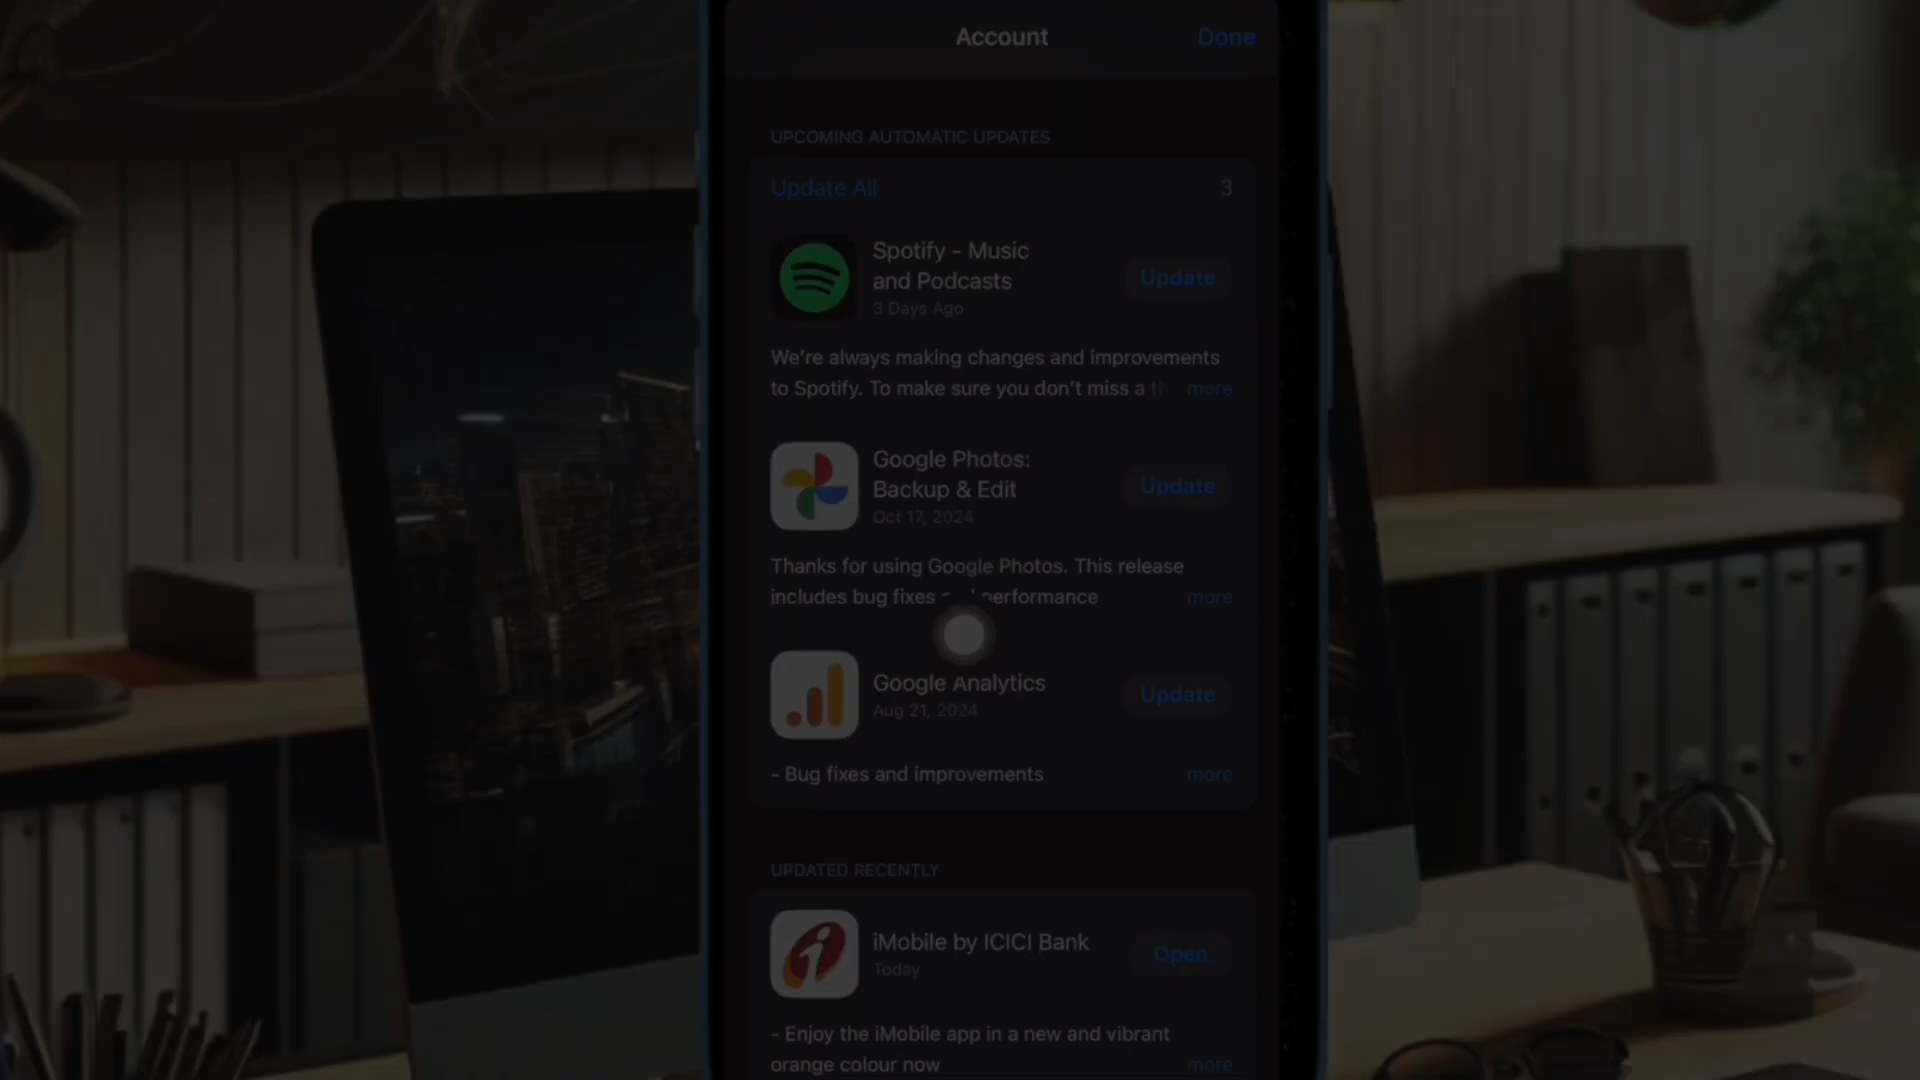 Account
Done
UPCOMING AUTOMATIC UPDATES
Update All
3
Spotify - Music
and Podcasts
3 Days Ago
Update
We're always making changes and improvements
to Spotify. To make sure you don't miss a
more
Google Photos:
Backup & Edit
Oct 17, 2024
Update
Thanks for using Google Photos. This release
includes bug fixes performance
more
Google Analytics
Aug 21, 2024
Update
- Bug fixes and improvements
more
UPDATED RECENTLY
iMobile by ICICI Bank
Today
Open
- Enjoy the iMobile app in a new and vibrant
orange colour now
more